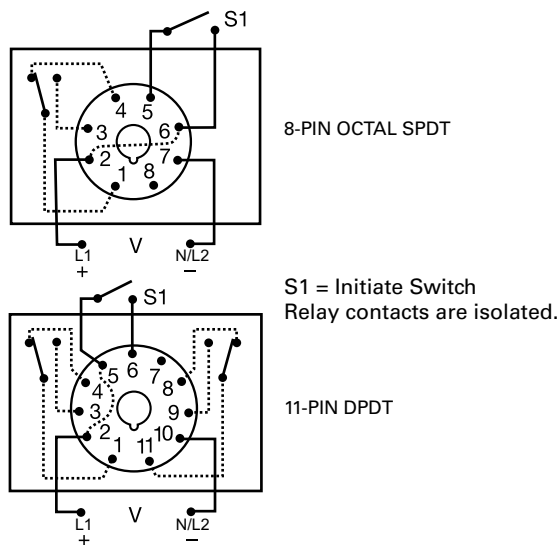 S1
4 5
3 6
2 7
1 8
8-PIN OCTAL SPDT
L1 V N/L2
+ –
S1
S1 = Initiate Switch
Relay contacts are isolated.
5 6 7
4 8
3 9
2 10
1 11
11-PIN DPDT
L1 V N/L2
+ –